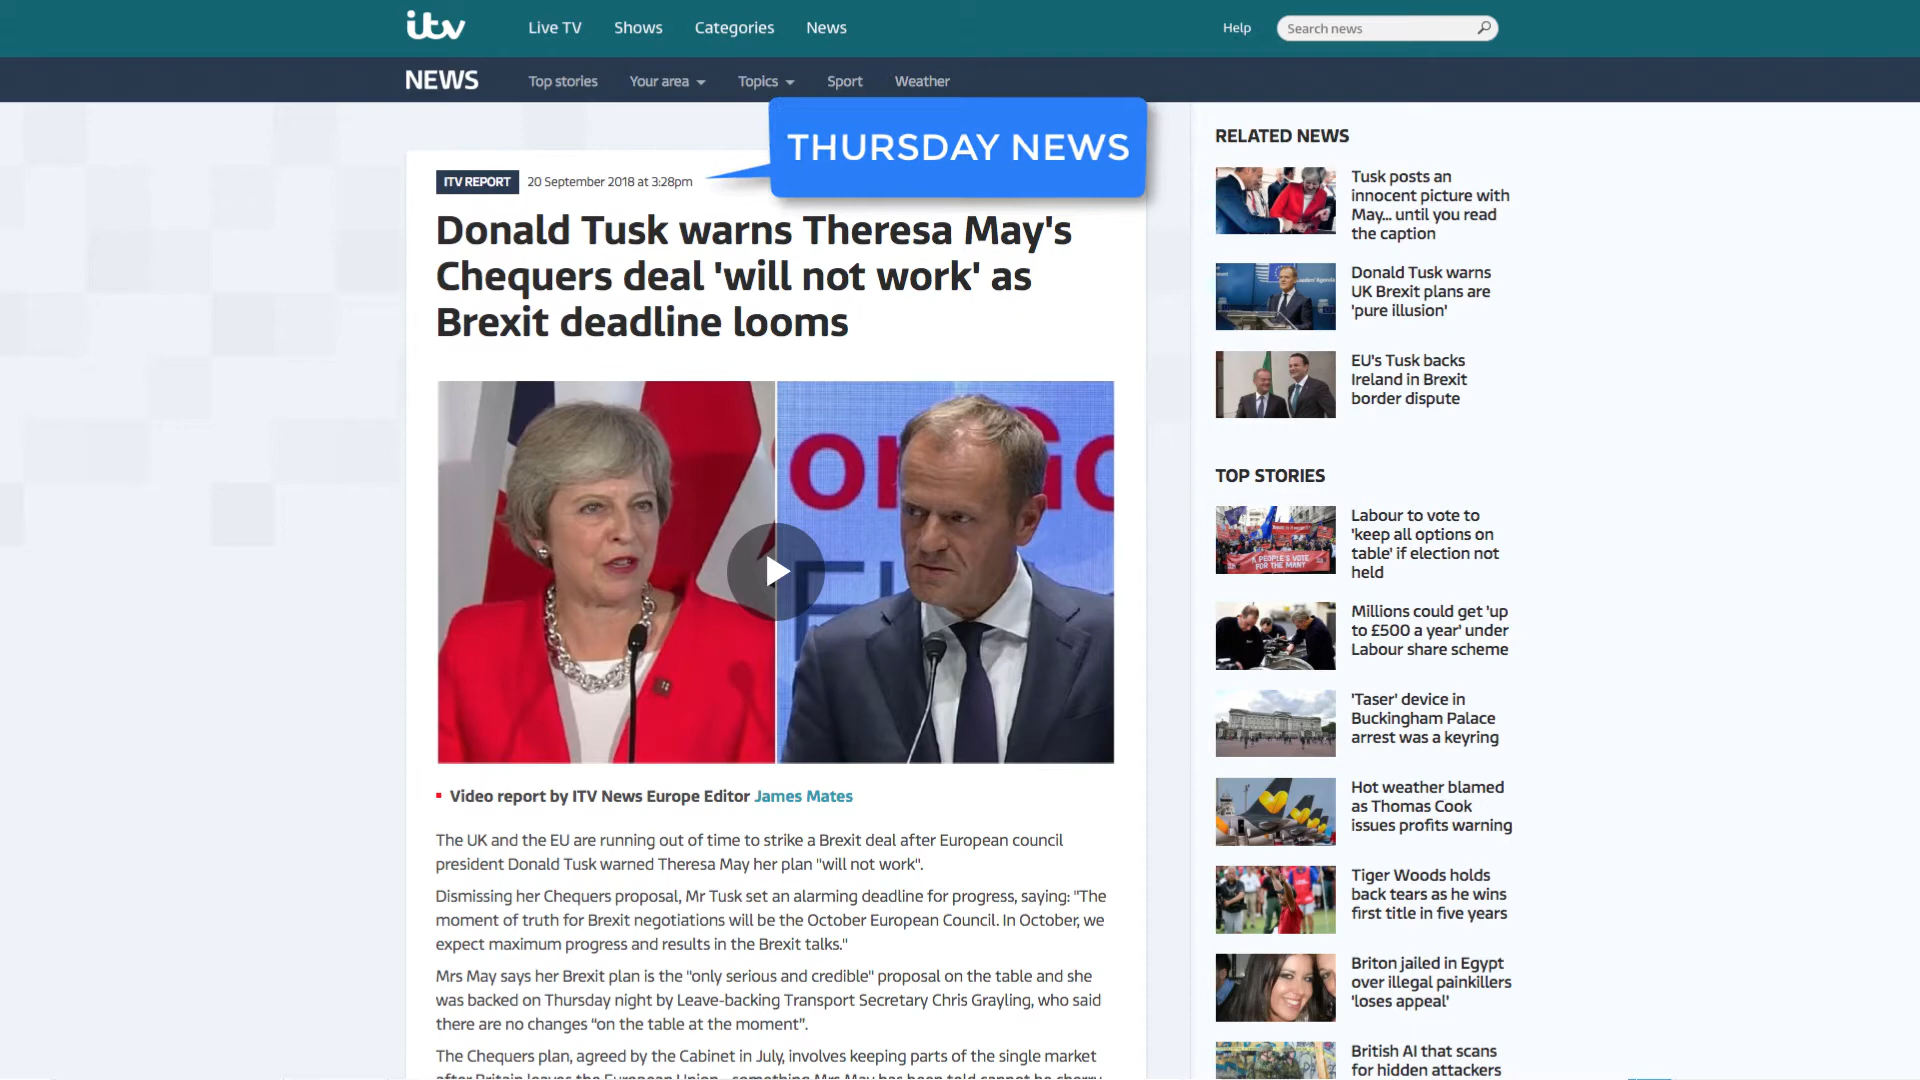 itv
Live TV
Shows
Categories
News
Help
Search news
NEWS
Top stories
Your area
Topics
Sport
Weather
THURSDAY NEWS
ITV REPORT
20 September 2018 at 3:28pm
Donald Tusk warns Theresa May's
Chequers deal 'will not work' as
Brexit deadline looms
Video report by ITV News Europe Editor James Mates
The UK and the EU are running out of time to strike a Brexit deal after European council
president Donald Tusk warned Theresa May her plan "will not work".
Dismissing her Chequers proposal, Mr Tusk set an alarming deadline for progress, saying: "The
moment of truth for Brexit negotiations will be the October European Council. In October, we
expect maximum progress and results in the Brexit talks."
Mrs May says her Brexit plan is the "only serious and credible" proposal on the table and she
was backed on Thursday night by Leave-backing Transport Secretary Chris Grayling, who said
there are no changes “on the table at the moment”.
The Chequers plan, agreed by the Cabinet in July, involves keeping parts of the single market
after Britain leaves the European Union
RELATED NEWS
Tusk posts an
innocent picture with
May... until you read
the caption
Donald Tusk warns
UK Brexit plans are
'pure illusion'
EU's Tusk backs
Ireland in Brexit
border dispute
TOP STORIES
A PEOPLE'S VOTE
FOR THE MANY
Labour to vote to
'keep all options on
table' if election not
held
Millions could get 'up
to £500 a year' under
Labour share scheme
'Taser' device in
Buckingham Palace
arrest was a keyring
Hot weather blamed
as Thomas Cook
issues profits warning
Tiger Woods holds
back tears as he wins
first title in five years
Briton jailed in Egypt
over illegal painkillers
'loses appeal'
British AI that scans
for hidden attackers